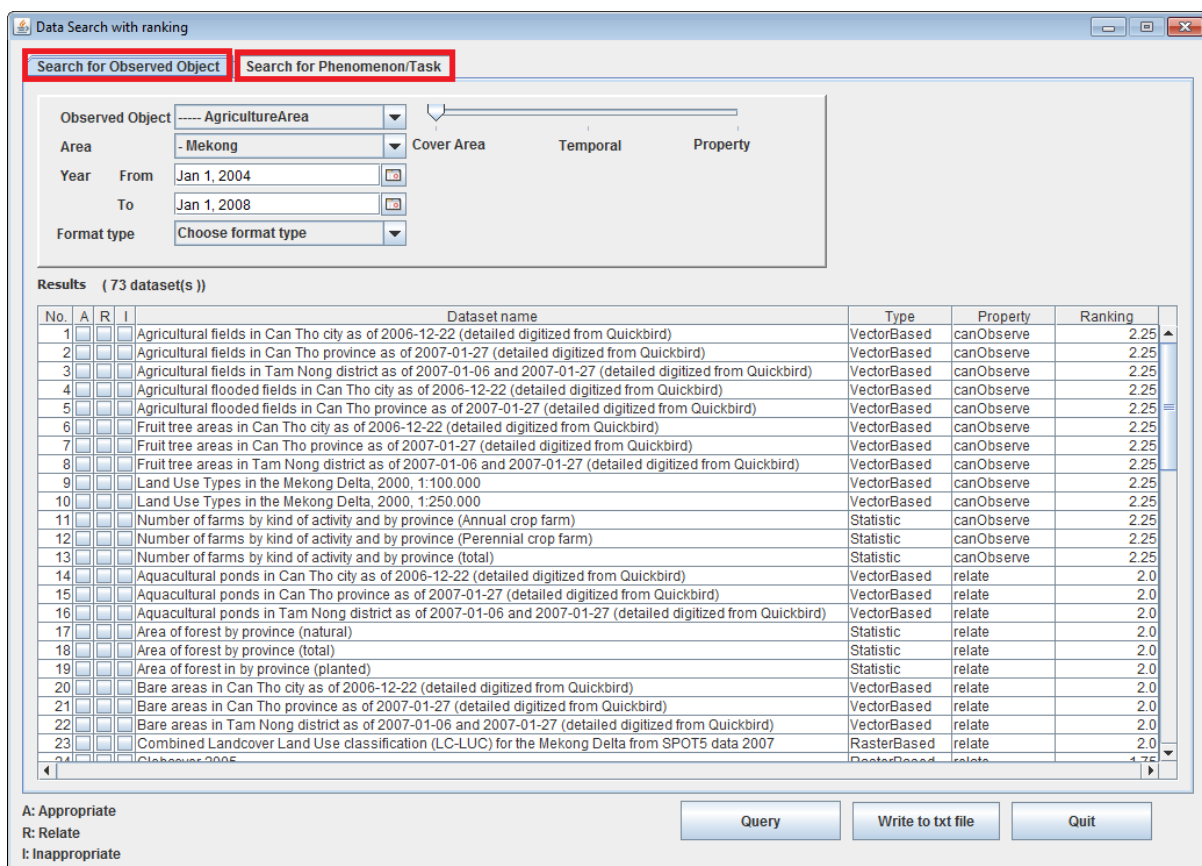 Data Search with ranking
Search for Observed Object Search for Phenomenon/Task
Observed Object ----- AgricultureArea
Area - Mekong Cover Area Temporal Property
Year From Jan 1, 2004
To Jan 1, 2008
Format type Choose format type
Results ( 73 dataset(s ))
No. A R I Dataset name Type Property Ranking
1 Agricultural fields in Can Tho city as of 2006-12-22 (detailed digitized from Quickbird) VectorBased canObserve 2.25
2 Agricultural fields in Can Tho province as of 2007-01-27 (detailed digitized from Quickbird) VectorBased canObserve 2.25
3 Agricultural fields in Tam Nong district as of 2007-01-06 and 2007-01-27 (detailed digitized from Quickbird) VectorBased canObserve 2.25
4 Agricultural flooded fields in Can Tho city as of 2006-12-22 (detailed digitized from Quickbird) VectorBased canObserve 2.25
5 Agricultural flooded fields in Can Tho province as of 2007-01-27 (detailed digitized from Quickbird) VectorBased canObserve 2.25
6 Fruit tree areas in Can Tho city as of 2006-12-22 (detailed digitized from Quickbird) VectorBased canObserve 2.25
7 Fruit tree areas in Can Tho province as of 2007-01-27 (detailed digitized from Quickbird) VectorBased canObserve 2.25
8 Fruit tree areas in Tam Nong district as of 2007-01-06 and 2007-01-27 (detailed digitized from Quickbird) VectorBased canObserve 2.25
9 Land Use Types in the Mekong Delta, 2000, 1:100.000 VectorBased canObserve 2.25
10 Land Use Types in the Mekong Delta, 2000, 1:250.000 VectorBased canObserve 2.25
11 Number of farms by kind of activity and by province (Annual crop farm) Statistic canObserve 2.25
12 Number of farms by kind of activity and by province (Perennial crop farm) Statistic canObserve 2.25
13 Number of farms by kind of activity and by province (total) Statistic canObserve 2.25
14 Aquacultural ponds in Can Tho city as of 2006-12-22 (detailed digitized from Quickbird) VectorBased relate 2.0
15 Aquacultural ponds in Can Tho province as of 2007-01-27 (detailed digitized from Quickbird) VectorBased relate 2.0
16 Aquacultural ponds in Tam Nong district as of 2007-01-06 and 2007-01-27 (detailed digitized from Quickbird) VectorBased relate 2.0
17 Area of forest by province (natural) Statistic relate 2.0
18 Area of forest by province (total) Statistic relate 2.0
19 Area of forest in by province (planted) Statistic relate 2.0
20 Bare areas in Can Tho city as of 2006-12-22 (detailed digitized from Quickbird) VectorBased relate 2.0
21 Bare areas in Can Tho province as of 2007-01-27 (detailed digitized from Quickbird) VectorBased relate 2.0
22 Bare areas in Tam Nong district as of 2007-01-06 and 2007-01-27 (detailed digitized from Quickbird) VectorBased relate 2.0
23 Combined Landcover Land Use classification (LC-LUC) for the Mekong Delta from SPOT5 data 2007 RasterBased relate 2.0
24 Globcover 2005 RasterBased relate 1.75
A: Appropriate
R: Relate
I: Inappropriate
Query Write to txt file Quit